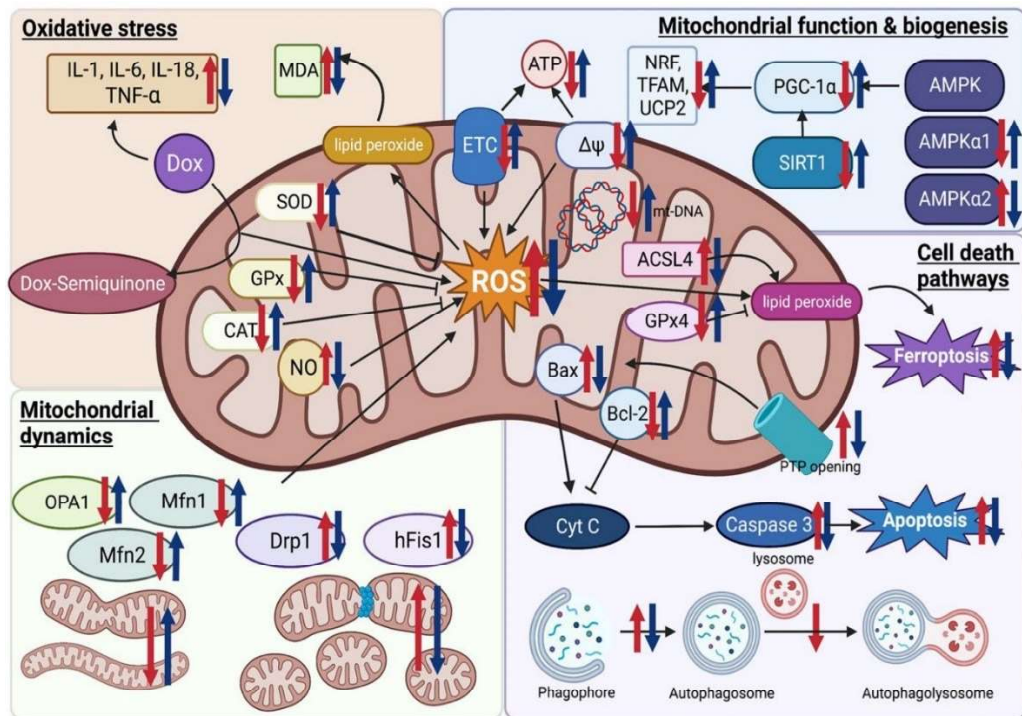 Oxidative stress
IL-1, IL-6, IL-18,
TNF-α
MDA
Dox
lipid peroxide
SOD
Dox-Semiquinone
GPx
CAT
NO
ROS
Mitochondrial function & biogenesis
ATP
NRF,
TFAM,
UCP2
PGC-1α
AMPK
ETC
Δψ
SIRT1
AMPKα1
AMPKα2
mt-DNA
ACSL4
GPx4
lipid peroxide
Cell death
pathways
Ferroptosis
Bax
Bcl-2
PTP opening
Cyt C
Caspase 3
Apoptosis
lysosome
Phagophore
Autophagosome
Autophagolysosome
Mitochondrial
dynamics
OPA1
Mfn1
Mfn2
Drp1
hFis1